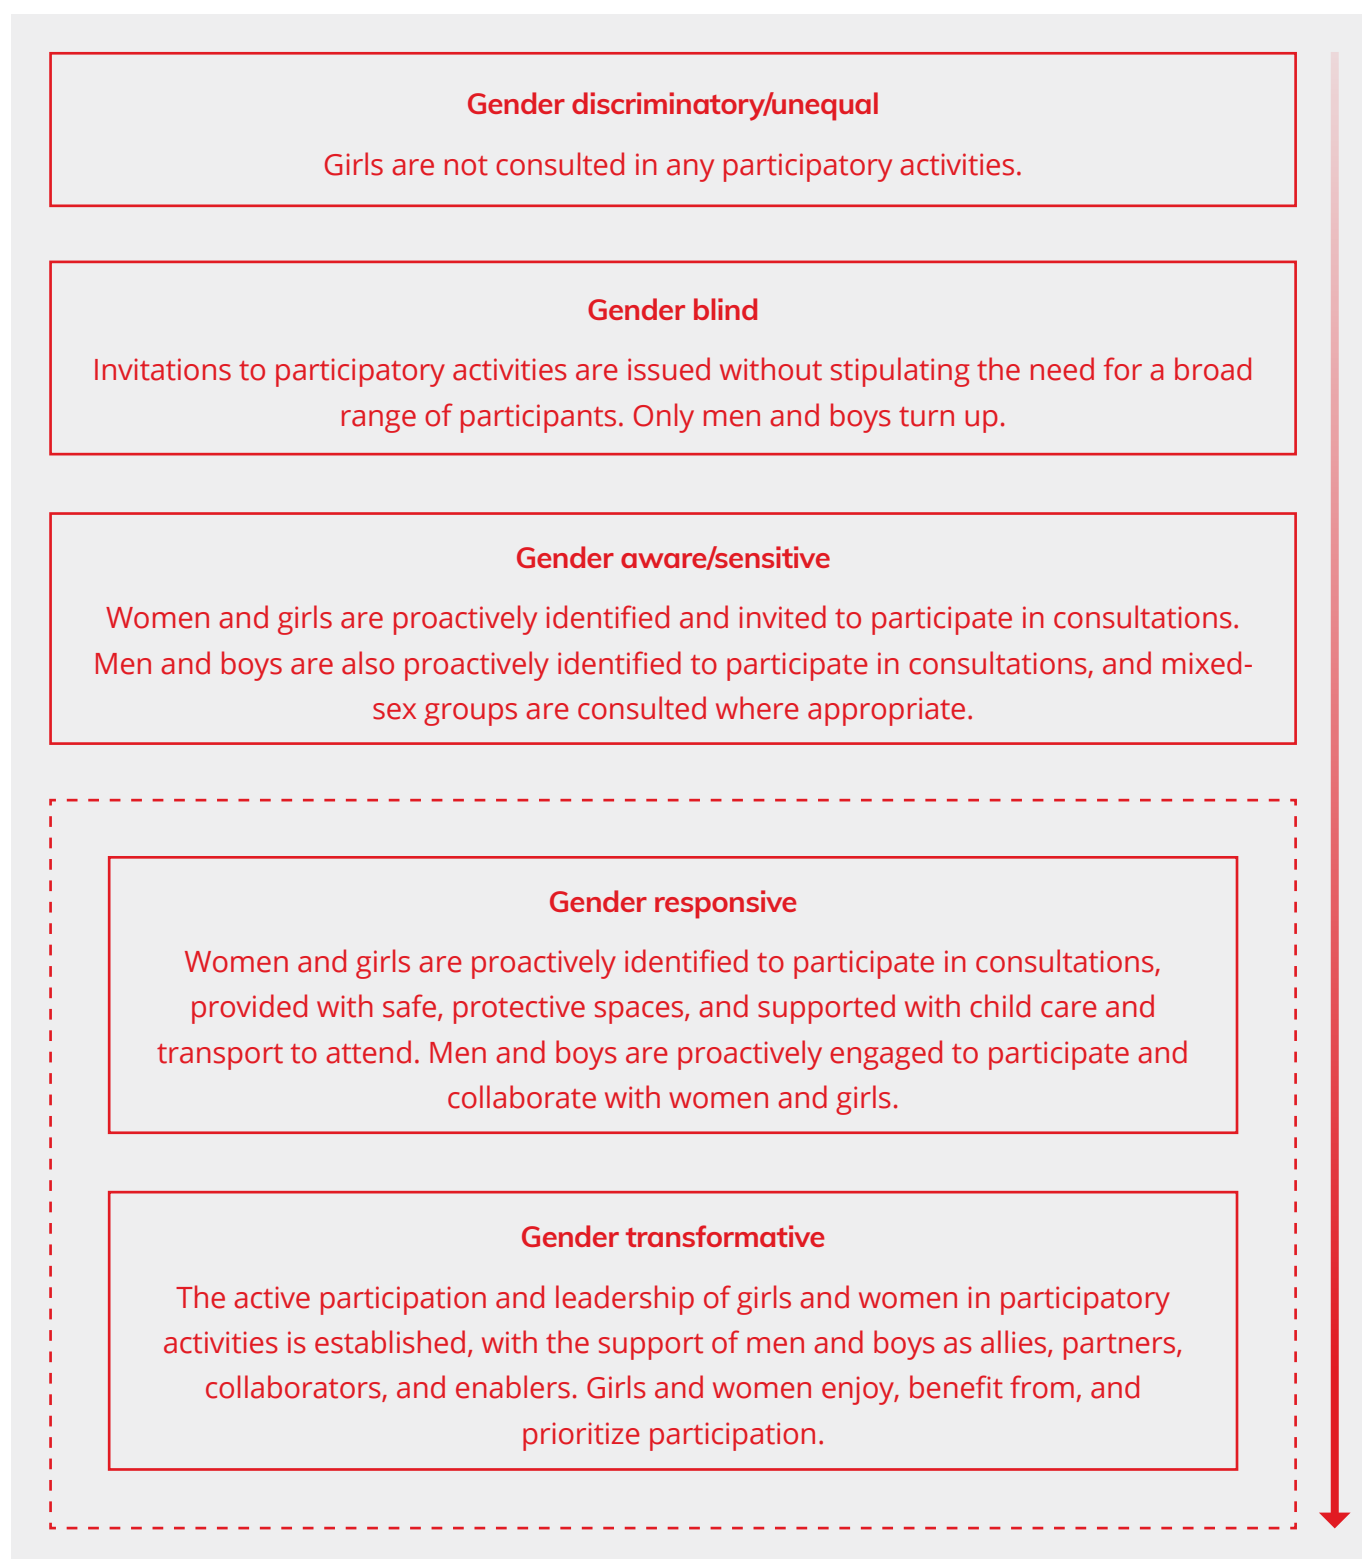 Gender discriminatory/unequal
Girls are not consulted in any participatory activities.
Gender blind
Invitations to participatory activities are issued without stipulating the need for a broad
range of participants. Only men and boys turn up.
Gender aware/sensitive
Women and girls are proactively identified and invited to participate in consultations.
Men and boys are also proactively identified to participate in consultations, and mixed-
sex groups are consulted where appropriate.
Gender responsive
Women and girls are proactively identified to participate in consultations,
provided with safe, protective spaces, and supported with child care and
transport to attend. Men and boys are proactively engaged to participate and
collaborate with women and girls.
Gender transformative
The active participation and leadership of girls and women in participatory
activities is established, with the support of men and boys as allies, partners,
collaborators, and enablers. Girls and women enjoy, benefit from, and
prioritize participation.